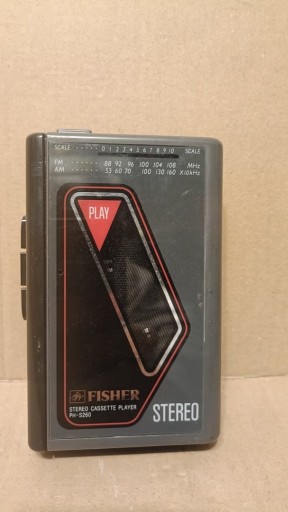 SCALE 0 1 2 3 4 5 6 7 8 9 10 SCALE
FM 88 92 96 100 104 108 MHz
AM 53 60 70 100 130 160 X10kHz
PLAY
FISHER
STEREO CASSETTE PLAYER
PH-S260
STEREO